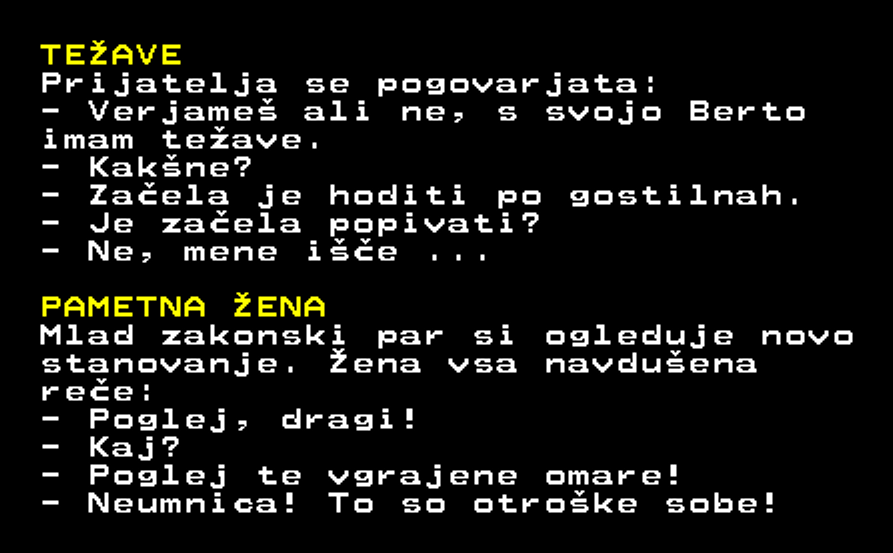 TEŽAVE
Prijatelja se pogovarjata:
- Verjameš ali ne, s svojo Berto
imam težave.
- Kakšne?
- Začela je hoditi po gostilnah.
- Je začela popivati?
- Ne, mene išče ...
PAMETNA ŽENA
Mlad zakonski par si ogleduje novo
stanovanje. Žena vsa navdušena
reče:
- Poglej, dragi!
- Kaj?
- Poglej te vgrajene omare!
- Neumnica! To so otroške sobe!